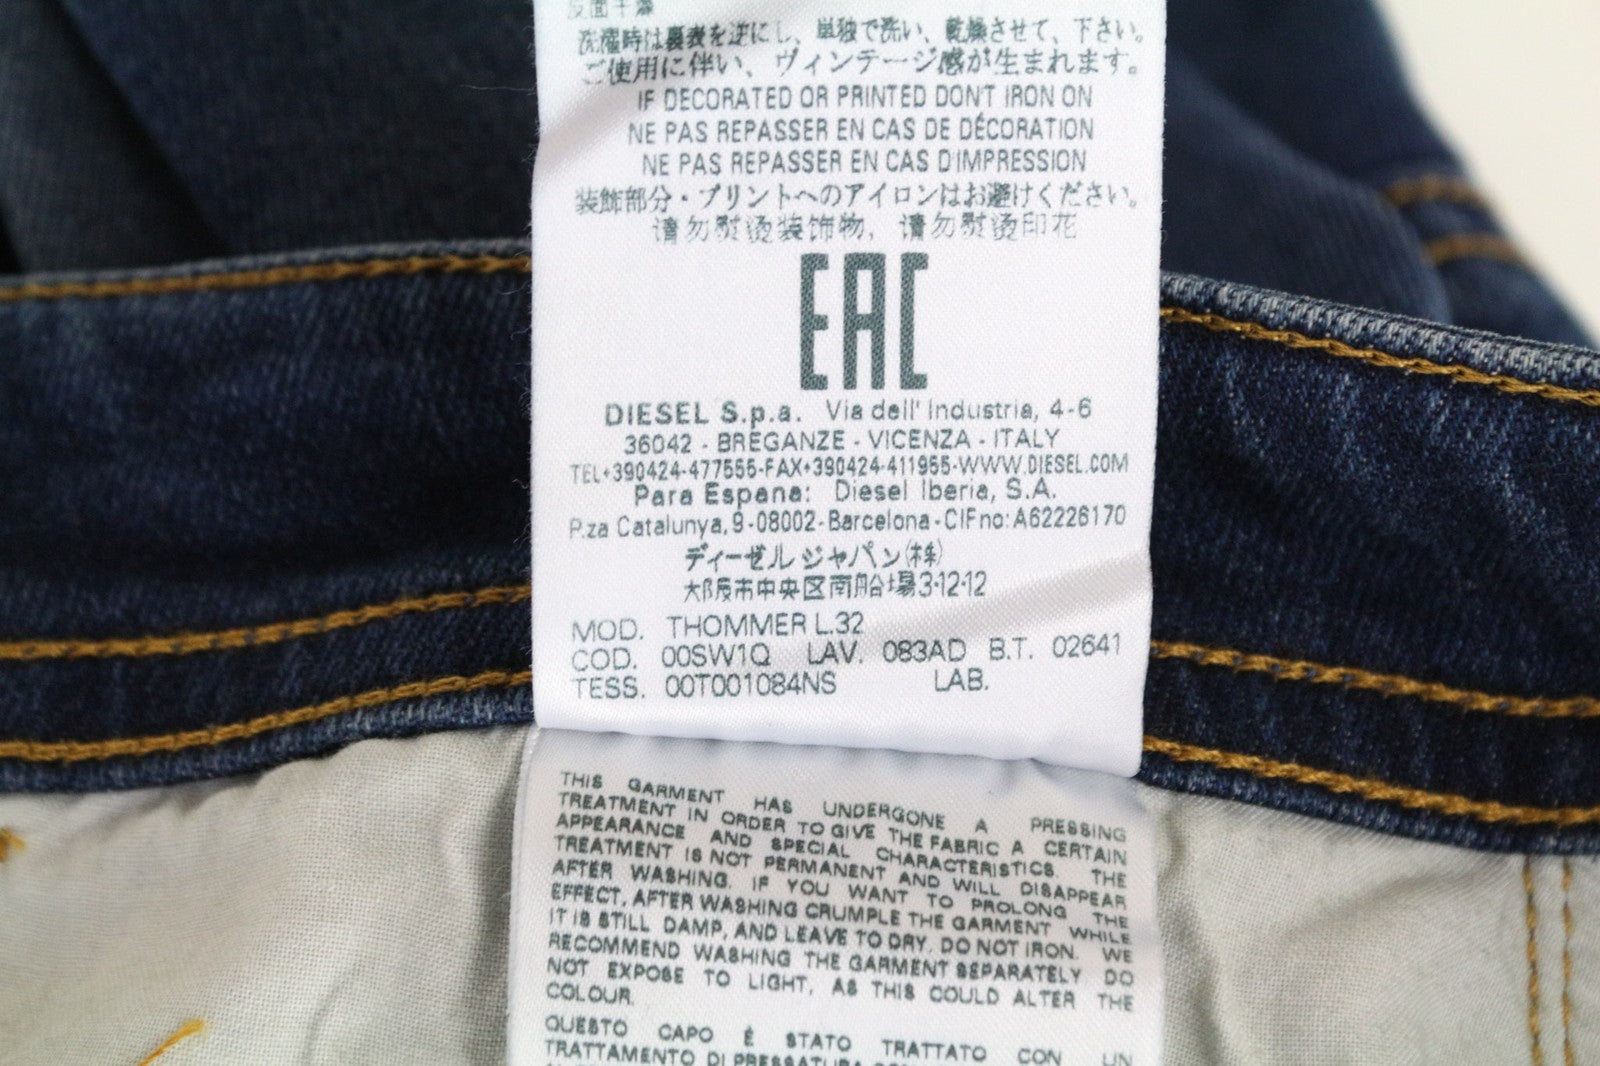 反面干燥
洗濯時は裏表を逆にし、単独で洗い、乾燥させて、下さい。
ご使用に伴い、ヴィンテージ感が生まれます。
IF DECORATED OR PRINTED DON'T IRON ON
NE PAS REPASSER EN CAS DE DÉCORATION
NE PAS REPASSER EN CAS D'IMPRESSION
装飾部分・プリントへのアイロンはお避けください。
请勿熨烫装饰物，请勿熨烫印花
EAC
DIESEL S.p.a. Via dell' Industria, 4-6
36042 - BREGANZE - VICENZA - ITALY
TEL+390424-477555-FAX+390424-411955-WWW.DIESEL.COM
Para Espana: Diesel Iberia, S.A.
P.za Catalunya, 9-08002-Barcelona-CIF no: A62226170
ディーゼルジャパン(株)
大阪市中央区南船場3-12-12
MOD. THOMMER L.32
COD. 00SW1Q LAV. 083AD B.T. 02641
TESS. 00T001084NS LAB.
THIS GARMENT HAS UNDERGONE A PRESSING
TREATMENT IN ORDER TO GIVE THE FABRIC A CERTAIN
APPEARANCE AND SPECIAL CHARACTERISTICS. THE
TREATMENT IS NOT PERMANENT AND WILL DISAPPEAR
AFTER WASHING. IF YOU WANT TO PROLONG THE
EFFECT, AFTER WASHING CRUMPLE THE GARMENT WHILE
IT IS STILL DAMP, AND LEAVE TO DRY. DO NOT IRON. WE
RECOMMEND WASHING THE GARMENT SEPARATELY DO
NOT EXPOSE TO LIGHT, AS THIS COULD ALTER THE
COLOUR.
QUESTO CAPO È STATO TRATTATO CON UN
TRATTAMENTO DI PRESSATURA